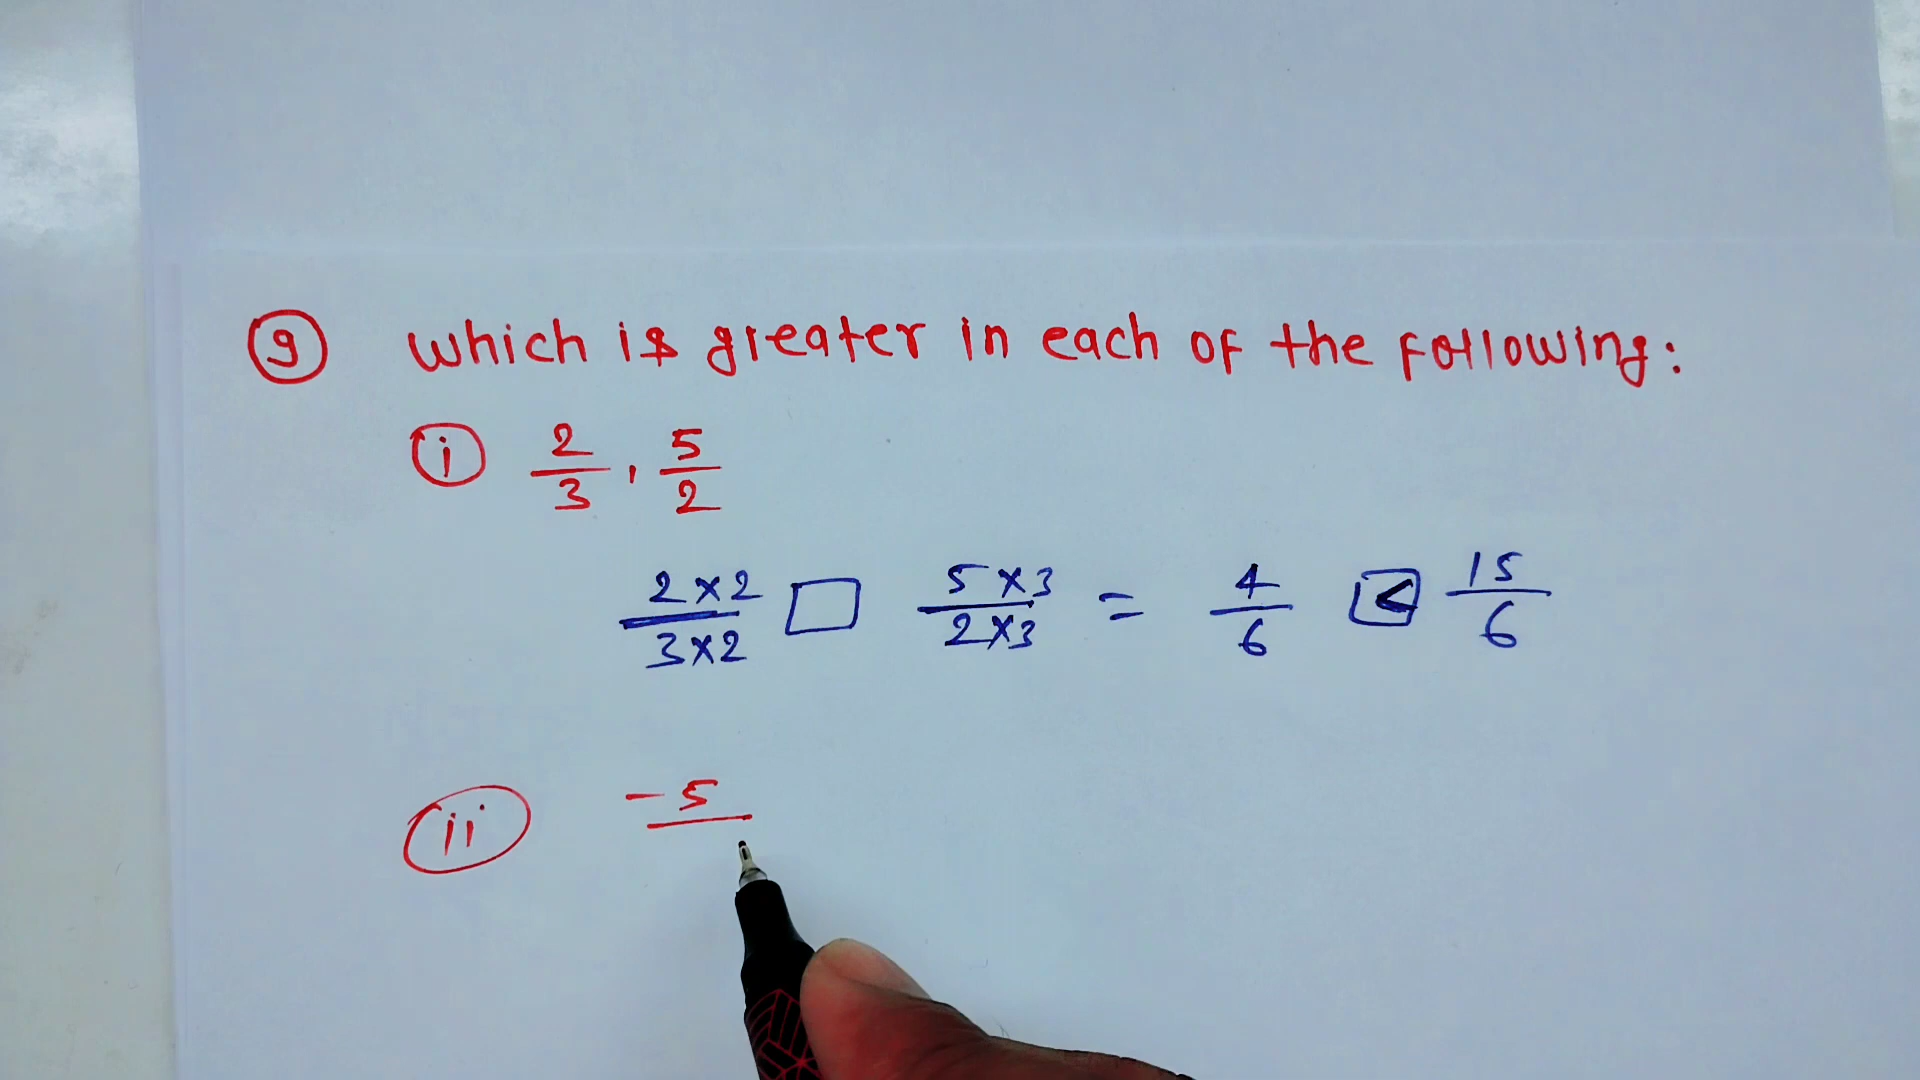 9 which is greater in each of the following:
i 2/3 , 5/2
2×2/3×2 □ 5×3/2×3 = 4/6 < 15/6
ii -5